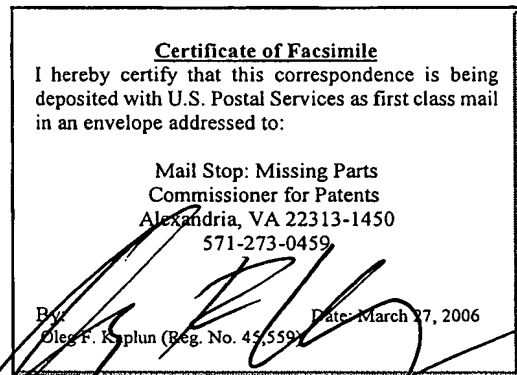 Certificate of Facsimile
I hereby certify that this correspondence is being
deposited with U.S. Postal Services as first class mail
in an envelope addressed to:
Mail Stop: Missing Parts
Commissioner for Patents
Alexandria, VA 22313-1450
571-273-0459
By: Date: March 27, 2006
Oleg F. Kaplun (Reg. No. 45,559)